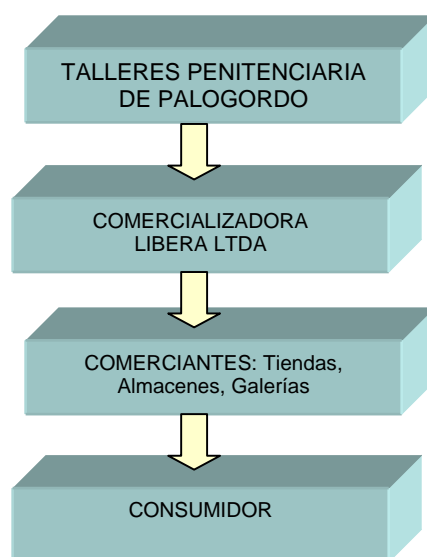 TALLERES PENITENCIARIA
DE PALOGORDO
COMERCIALIZADORA
LIBERA LTDA
COMERCIANTES: Tiendas,
Almacenes, Galerías
CONSUMIDOR